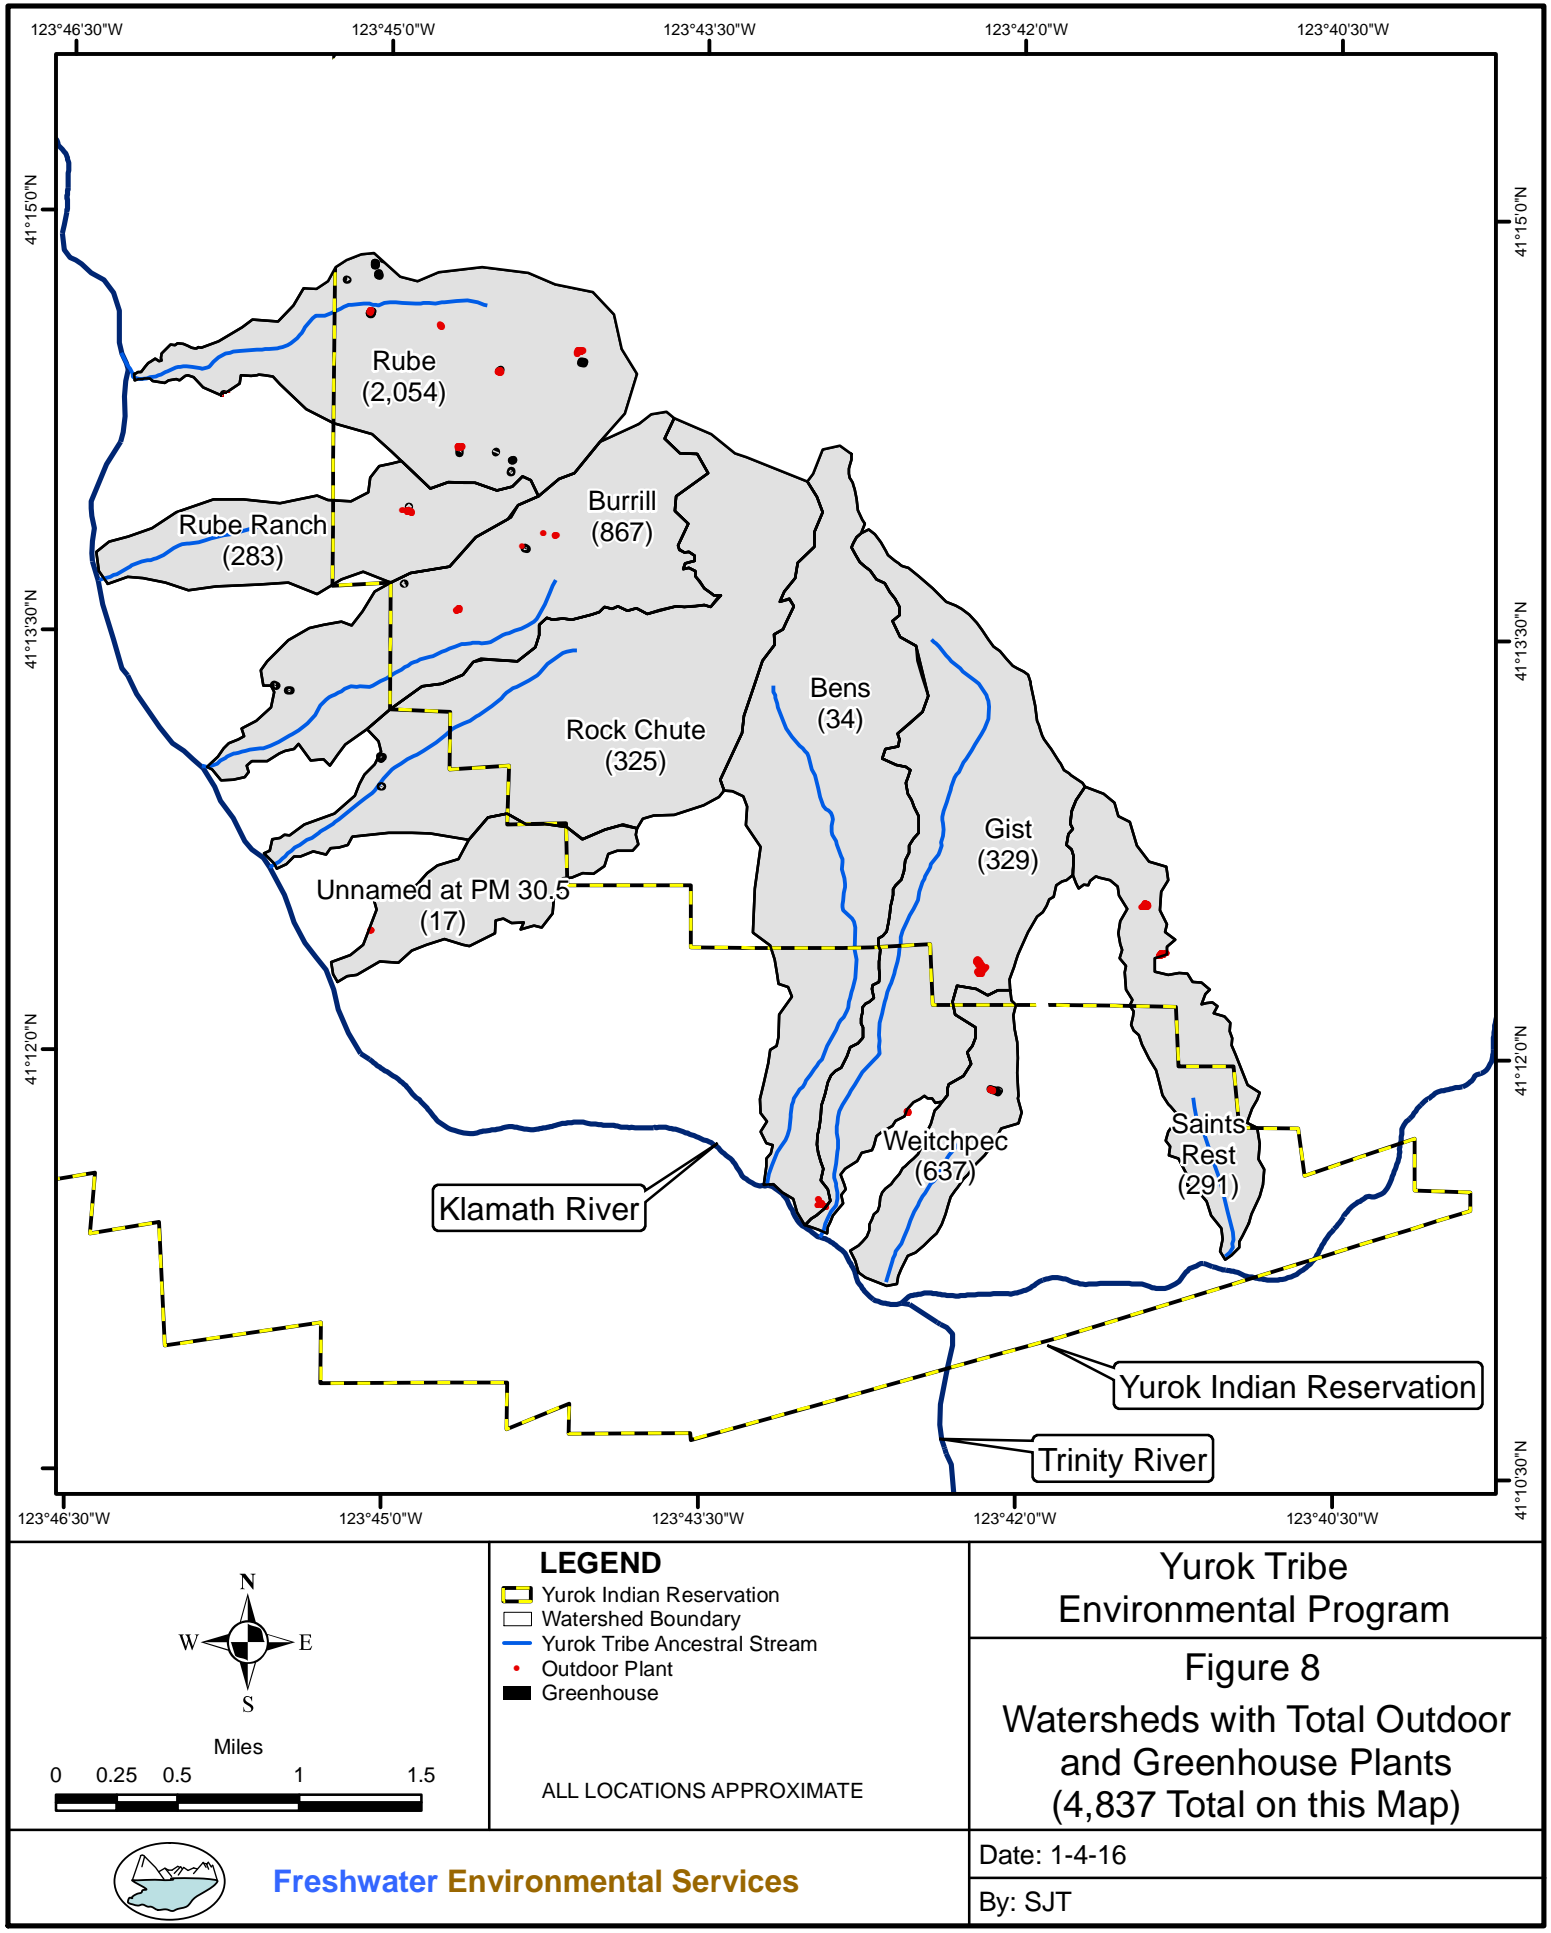 123°46'30"W
123°45'0"W
123°43'30"W
123°42'0"W
123°40'30"W
41°15'0"N
41°15'0"N
Rube
(2,054)
Rube Ranch
(283)
Burrill
(867)
41°13'30"N
41°13'30"N
Bens
(34)
Rock Chute
(325)
Gist
(329)
Unnamed at PM 30.5
(17)
41°12'0"N
41°12'0"N
Weitchpec
(637)
Saints
Rest
(291)
Klamath River
Yurok Indian Reservation
Trinity River
41°10'30"N
123°46'30"W
123°45'0"W
123°43'30"W
123°42'0"W
123°40'30"W
N
W
E
S
Miles
0 0.25 0.5 1 1.5
LEGEND
Yurok Indian Reservation
Watershed Boundary
Yurok Tribe Ancestral Stream
Outdoor Plant
Greenhouse
ALL LOCATIONS APPROXIMATE
Yurok Tribe
Environmental Program
Figure 8
Watersheds with Total Outdoor
and Greenhouse Plants
(4,837 Total on this Map)
Freshwater Environmental Services
Date: 1-4-16
By: SJT